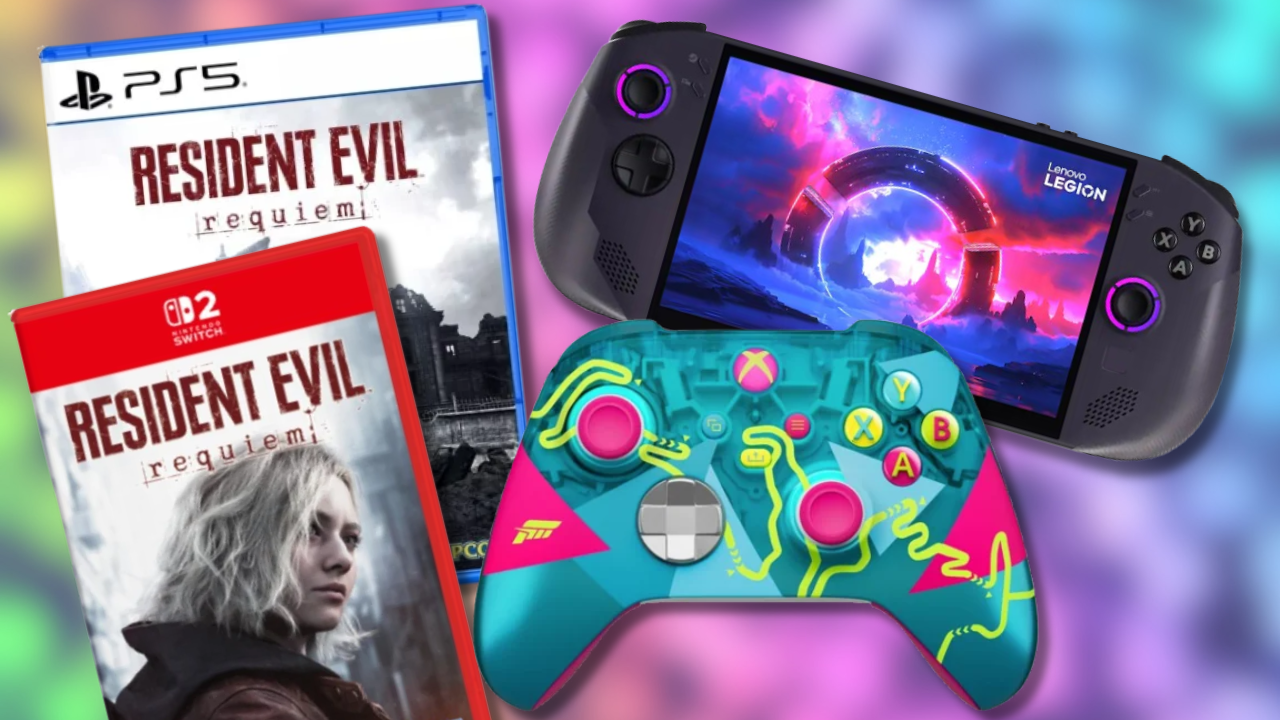 PS5
RESIDENT EVIL
requiem
NINTENDO
SWITCH
2
RESIDENT EVIL
requiem
Lenovo
LEGION
Y
X
B
A
Y
X
B
A